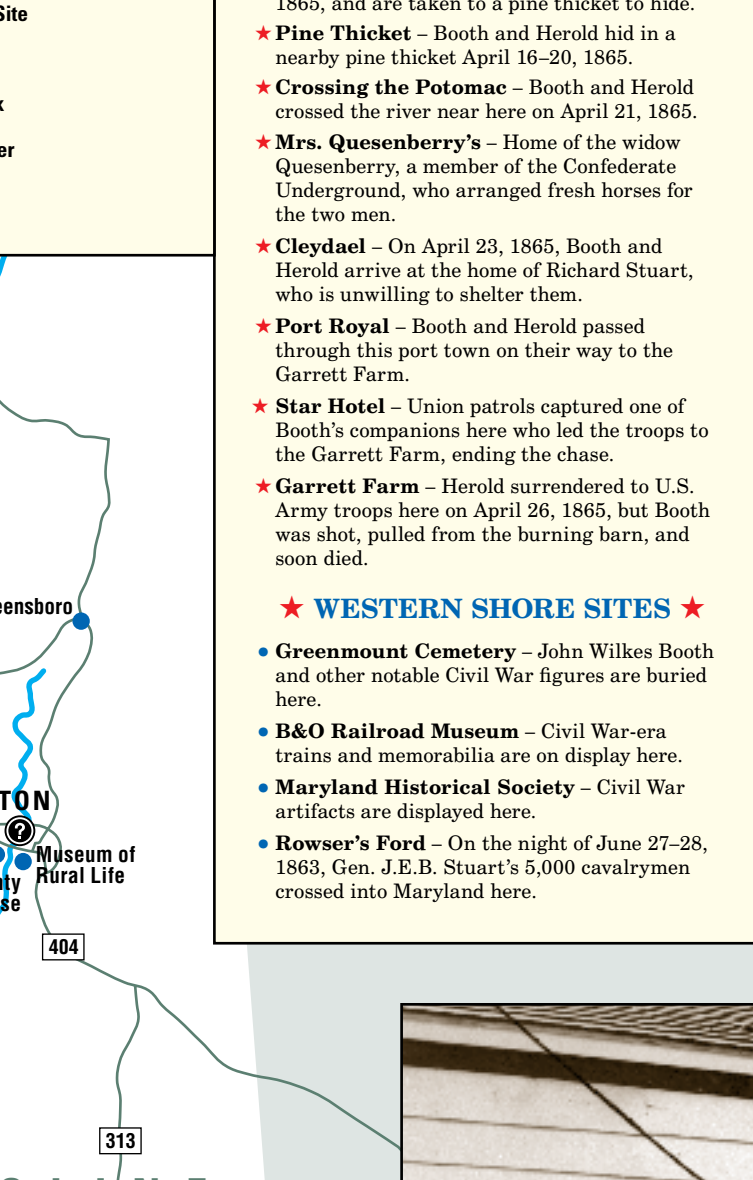 Site
1865, and are taken to a pine thicket to hide.
★ Pine Thicket – Booth and Herold hid in a
nearby pine thicket April 16–20, 1865.
★ Crossing the Potomac – Booth and Herold
crossed the river near here on April 21, 1865.
★ Mrs. Quesenberry’s – Home of the widow
Quesenberry, a member of the Confederate
Underground, who arranged fresh horses for
the two men.
★ Cleydael – On April 23, 1865, Booth and
Herold arrive at the home of Richard Stuart,
who is unwilling to shelter them.
★ Port Royal – Booth and Herold passed
through this port town on their way to the
Garrett Farm.
★ Star Hotel – Union patrols captured one of
Booth’s companions here who led the troops to
the Garrett Farm, ending the chase.
★ Garrett Farm – Herold surrendered to U.S.
Army troops here on April 26, 1865, but Booth
was shot, pulled from the burning barn, and
soon died.
★ WESTERN SHORE SITES ★
• Greenmount Cemetery – John Wilkes Booth
and other notable Civil War figures are buried
here.
• B&O Railroad Museum – Civil War-era
trains and memorabilia are on display here.
• Maryland Historical Society – Civil War
artifacts are displayed here.
• Rowser’s Ford – On the night of June 27–28,
1863, Gen. J.E.B. Stuart’s 5,000 cavalrymen
crossed into Maryland here.
eensboro
TON
?
Museum of
Rural Life
ty
se
404
313